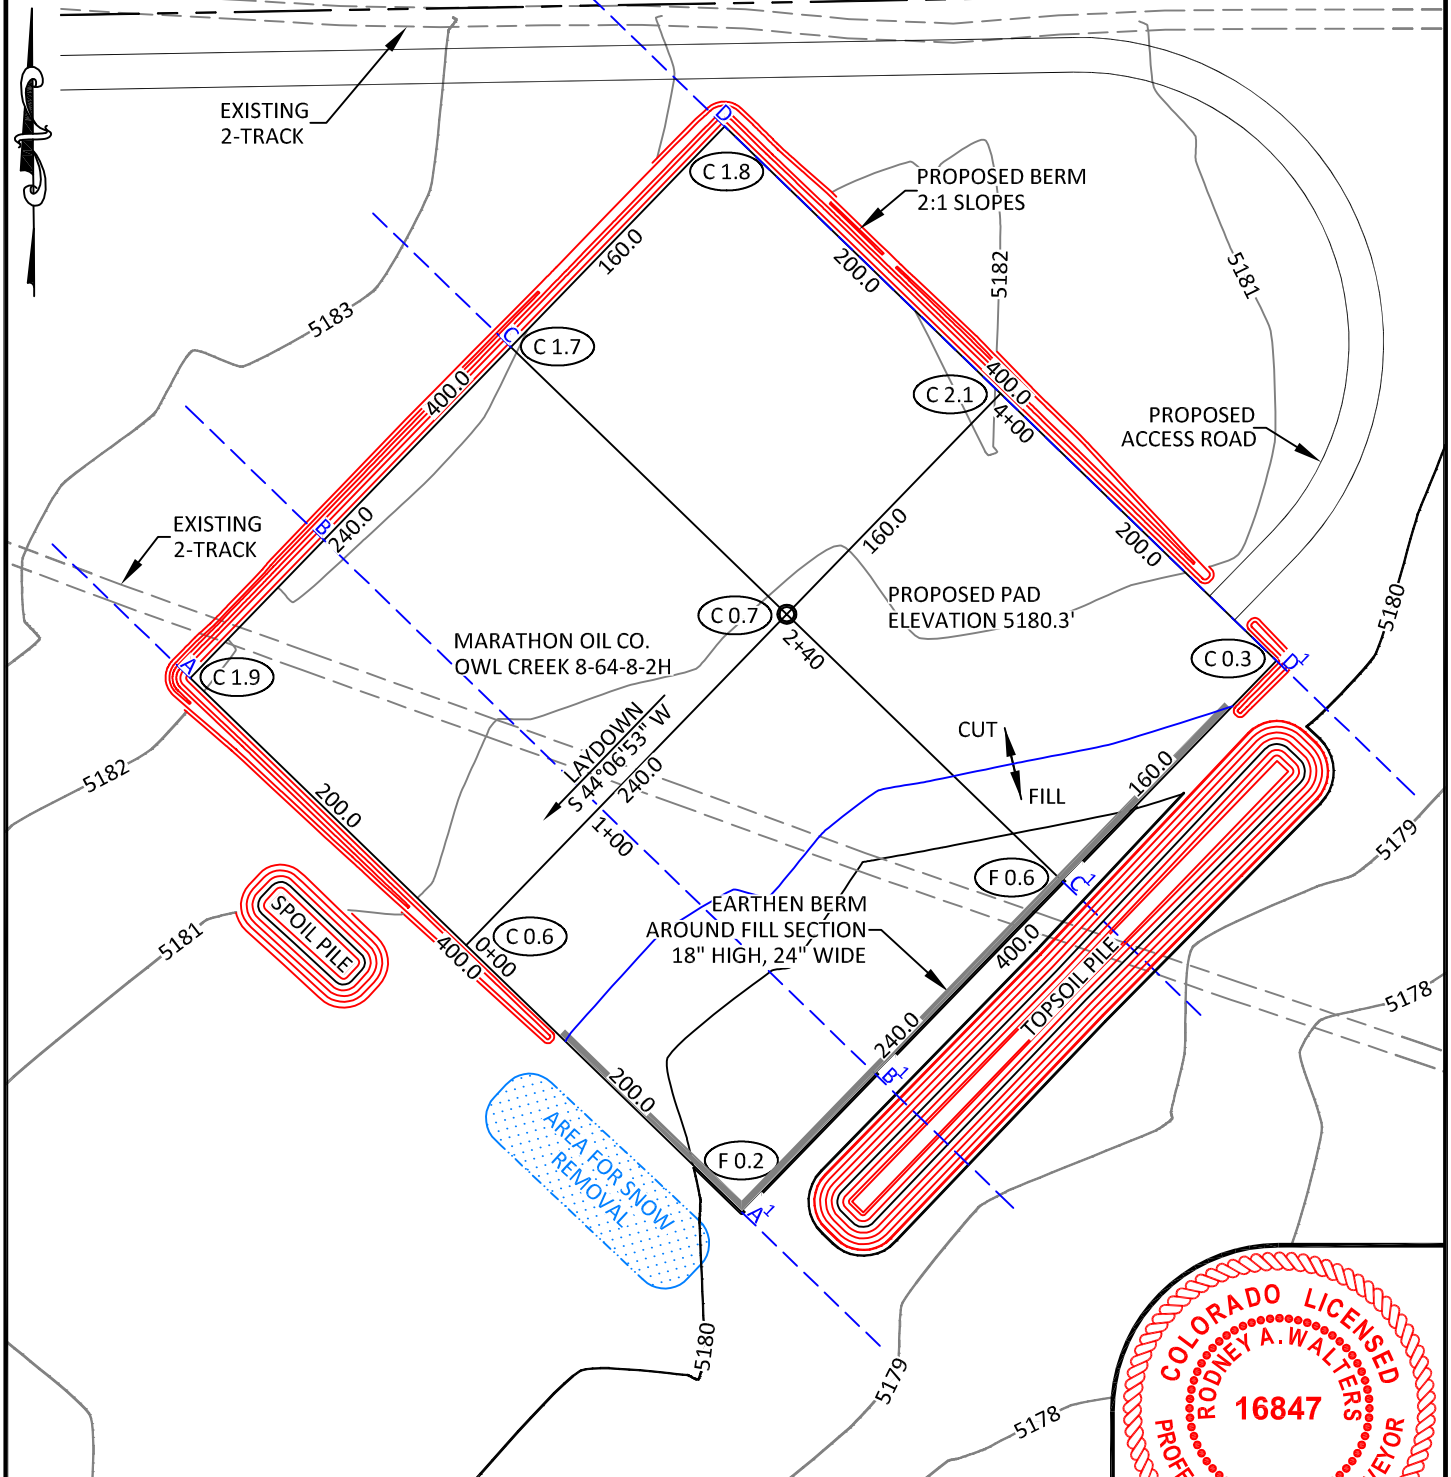 EXISTING
2-TRACK
D
C 1.8
PROPOSED BERM
2:1 SLOPES
160.0
200.0
5182
5181
5183
C
C 1.7
400.0
C 2.1
400.0
4+00
PROPOSED
ACCESS ROAD
EXISTING
2-TRACK
B
240.0
160.0
200.0
5180
PROPOSED PAD
ELEVATION 5180.3'
C 0.7
2+40
MARATHON OIL CO.
OWL CREEK 8-64-8-2H
A
C 1.9
C 0.3
D1
LAYDOWN
S 44°06'53" W
240.0
CUT
FILL
160.0
5182
200.0
1+00
5179
F 0.6
C1
EARTHEN BERM
AROUND FILL SECTION
18" HIGH, 24" WIDE
SPOIL PILE
5181
C 0.6
0+00
400.0
400.0
TOPSOIL PILE
5178
240.0
B1
200.0
AREA FOR SNOW
REMOVAL
F 0.2
A1
5180
5179
5178
COLORADO LICENSED
RODNEY A. WALTERS
16847